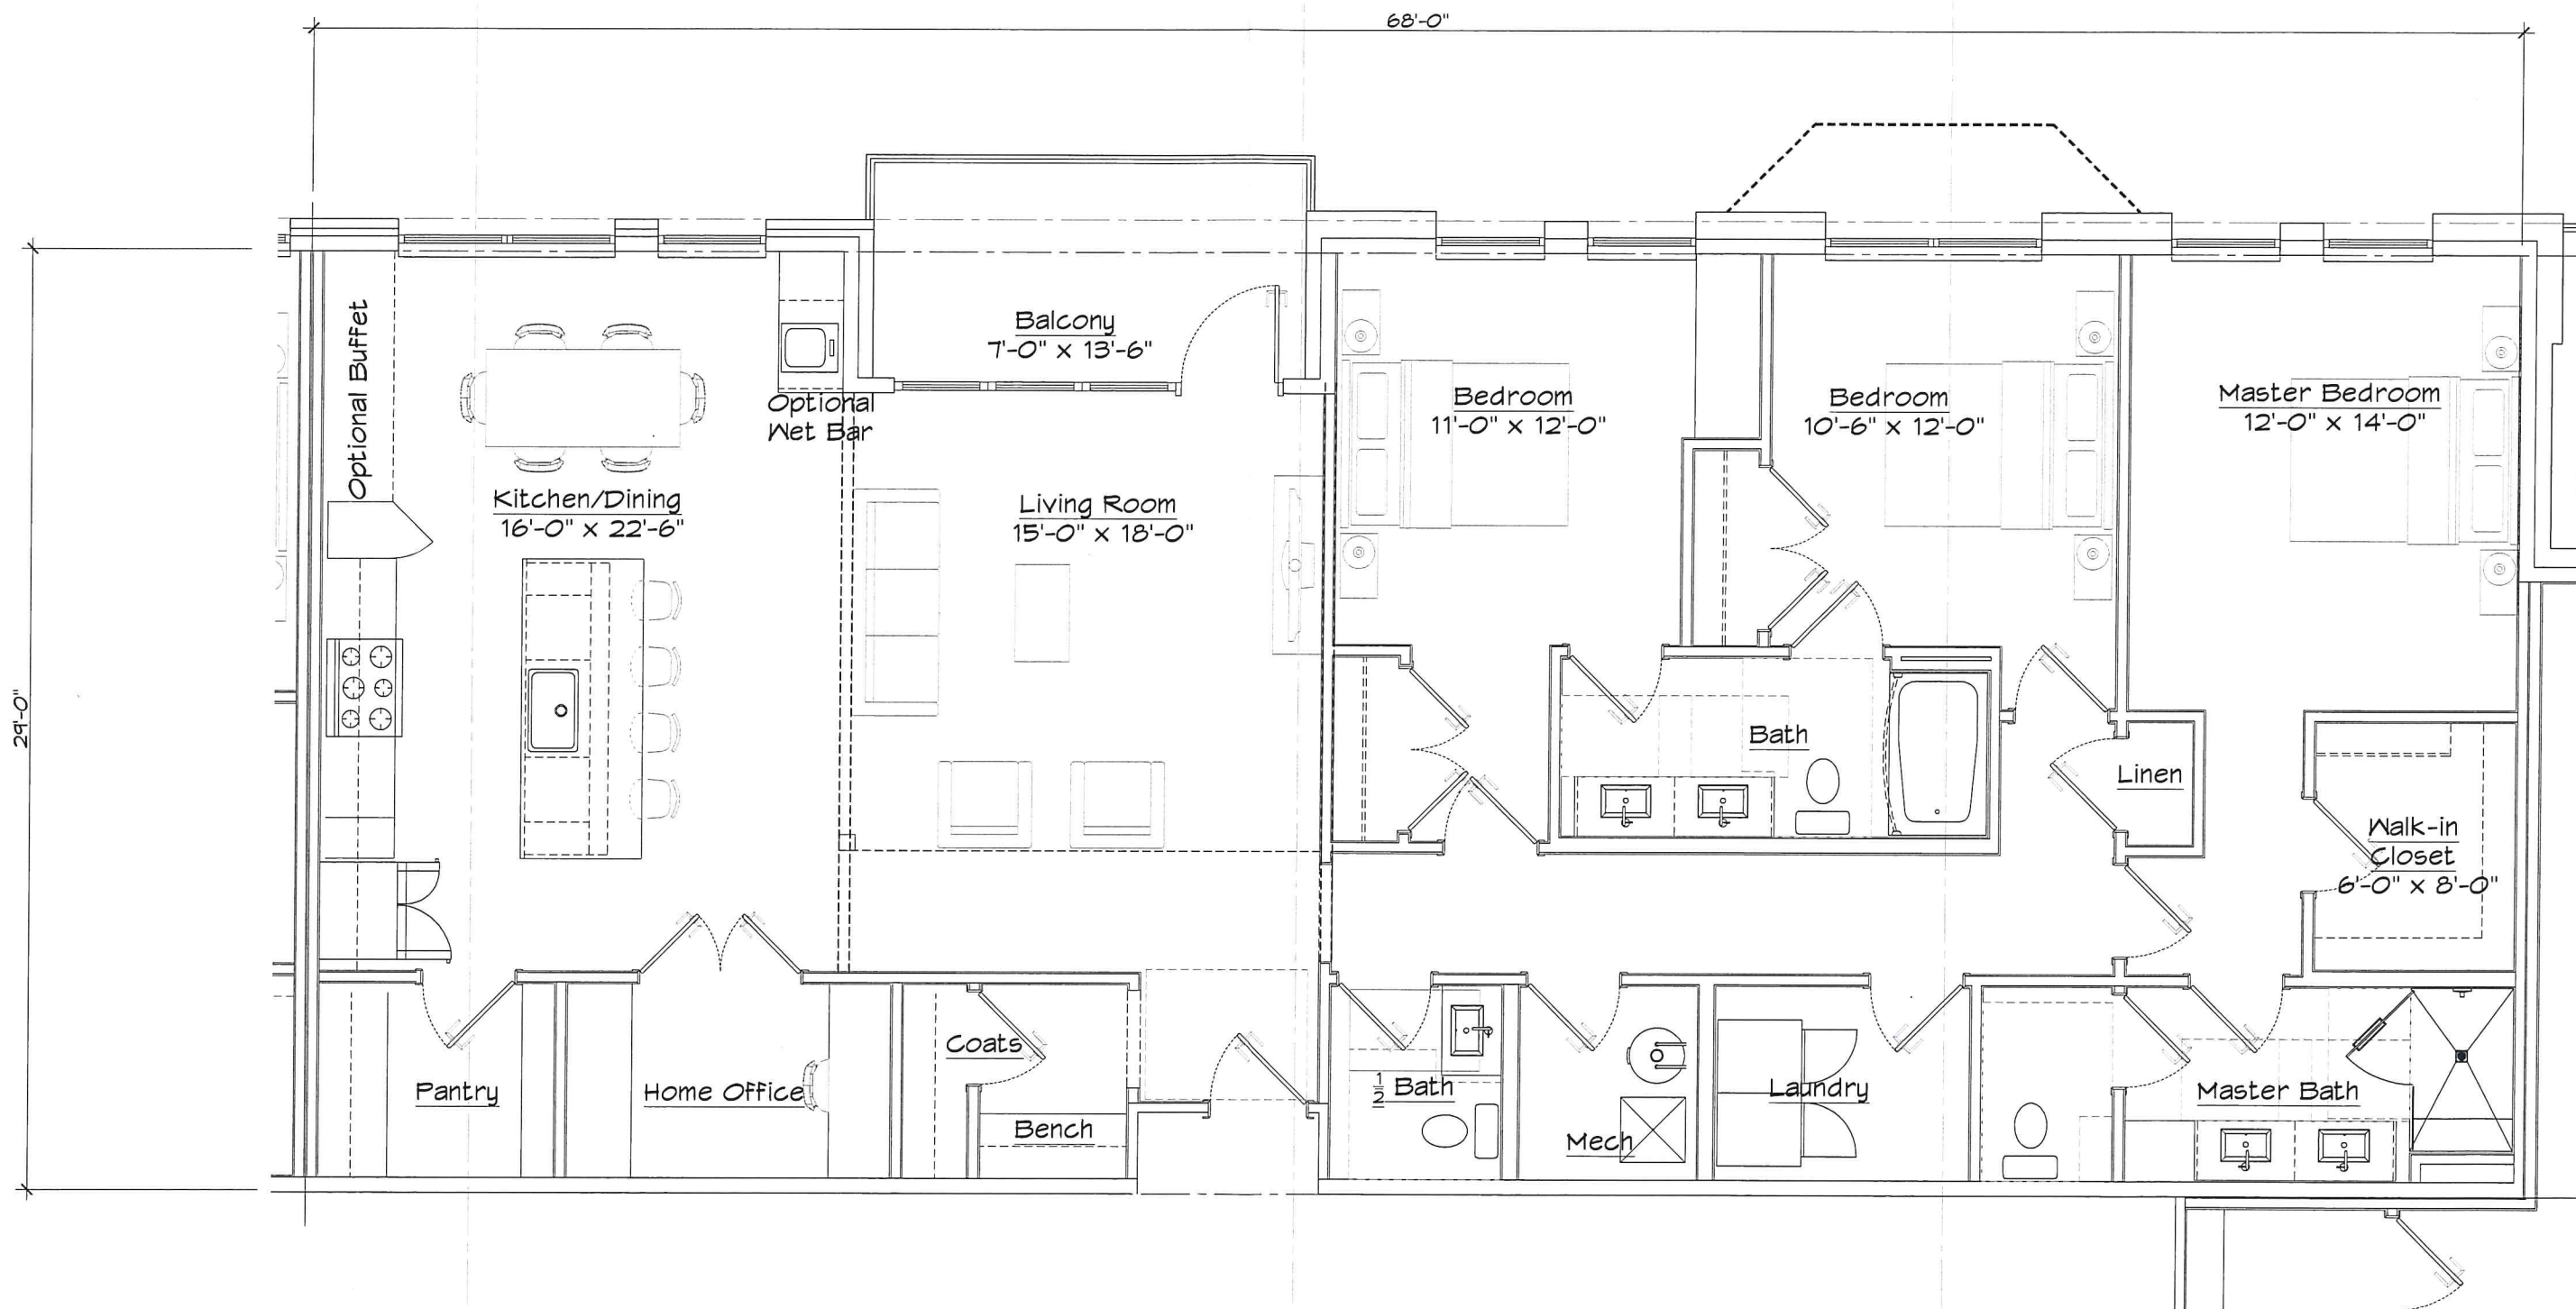 68'-0"
29'-0"
Optional Buffet
Kitchen/Dining
16'-0" x 22'-6"
Optional
Wet Bar
Balcony
7'-0" x 13'-6"
Living Room
15'-0" x 18'-0"
Bedroom
11'-0" x 12'-0"
Bedroom
10'-6" x 12'-0"
Master Bedroom
12'-0" x 14'-0"
Bath
Linen
Walk-in
Closet
6'-0" x 8'-0"
Pantry
Home Office
Coats
Bench
1/2 Bath
Mech
Laundry
Master Bath